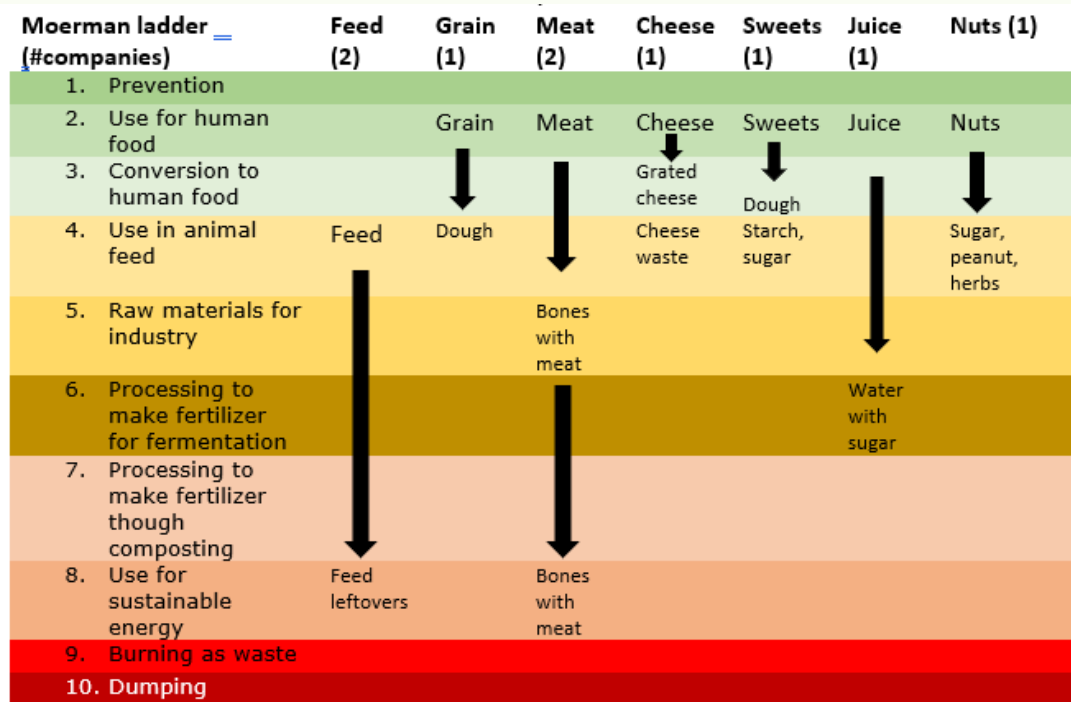 Moerman ladder Feed Grain Meat Cheese Sweets Juice Nuts (1)
(#companies) (2) (1) (2) (1) (1) (1)
1. Prevention
2. Use for human Grain Meat Cheese Sweets Juice Nuts
food
3. Conversion to Grated
human food cheese
Dough
4. Use in animal Feed Dough Cheese Starch, Sugar,
feed waste sugar peanut,
herbs
5. Raw materials for Bones
industry with
meat
6. Processing to Water
make fertilizer with
for fermentation sugar
7. Processing to
make fertilizer
though
composting
8. Use for Feed Bones
sustainable leftovers with
energy meat
9. Burning as waste
10. Dumping